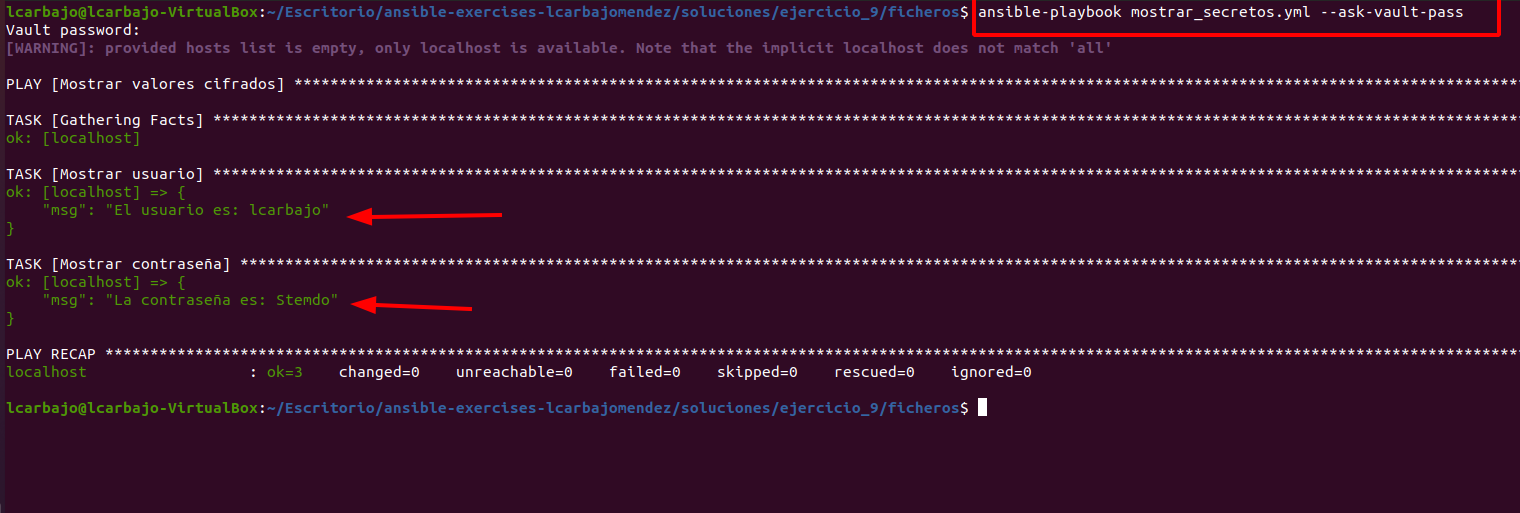 lcarbajo@lcarbajo-VirtualBox:~/Escritorio/ansible-exercises-lcarbajomendez/soluciones/ejercicio_9/ficheros$ ansible-playbook mostrar_secretos.yml --ask-vault-pass
Vault password:
[WARNING]: provided hosts list is empty, only localhost is available. Note that the implicit localhost does not match 'all'
PLAY [Mostrar valores cifrados] ****************************************************************************************************************************************
TASK [Gathering Facts] *************************************************************************************************************************************************
ok: [localhost]
TASK [Mostrar usuario] *************************************************************************************************************************************************
ok: [localhost] => {
    "msg": "El usuario es: lcarbajo"
}
TASK [Mostrar contraseña] **********************************************************************************************************************************************
ok: [localhost] => {
    "msg": "La contraseña es: Stemdo"
}
PLAY RECAP *************************************************************************************************************************************************************
localhost                  : ok=3    changed=0    unreachable=0    failed=0    skipped=0    rescued=0    ignored=0
lcarbajo@lcarbajo-VirtualBox:~/Escritorio/ansible-exercises-lcarbajomendez/soluciones/ejercicio_9/ficheros$